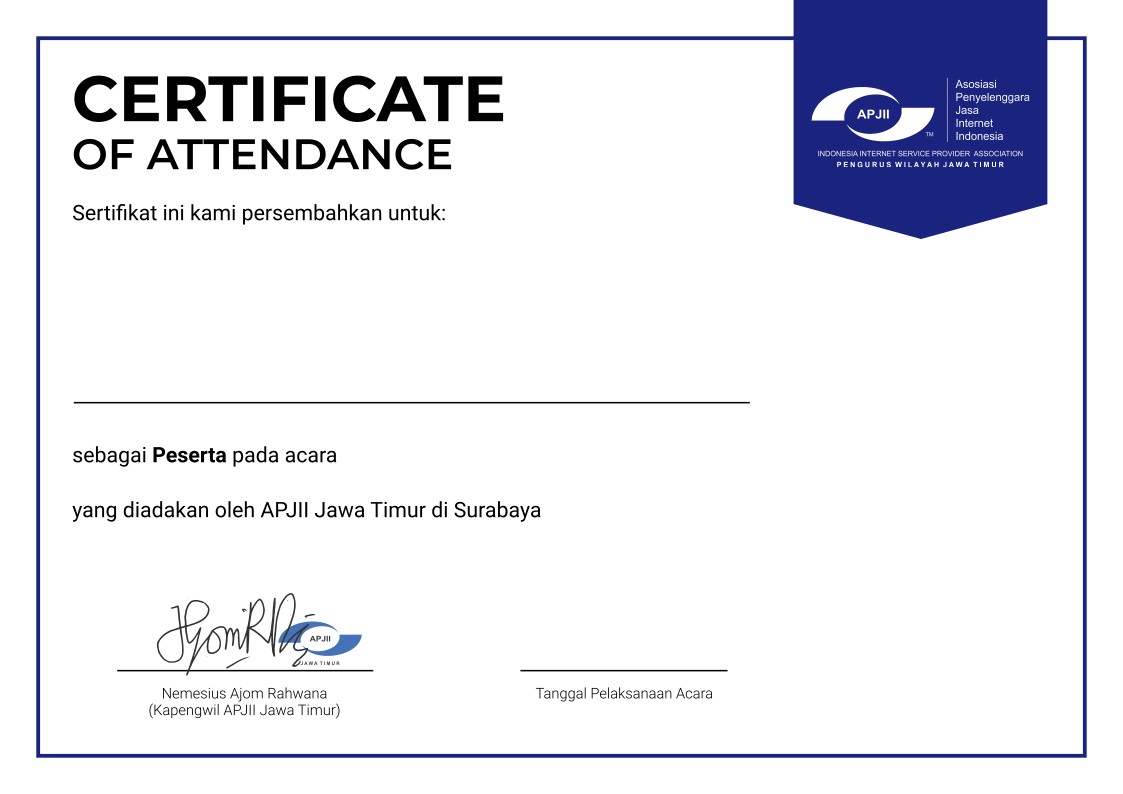 CERTIFICATE
OF ATTENDANCE
Sertifikat ini kami persembahkan untuk:
APJII
TM
Asosiasi
Penyelenggara
Jasa
Internet
Indonesia
INDONESIA INTERNET SERVICE PROVIDER ASSOCIATION
PENGURUS WILAYAH JAWA TIMUR
sebagai Peserta pada acara
yang diadakan oleh APJII Jawa Timur di Surabaya
APJII
JAWA TIMUR
Nemesius Ajom Rahwana
(Kapengwil APJII Jawa Timur)
Tanggal Pelaksanaan Acara